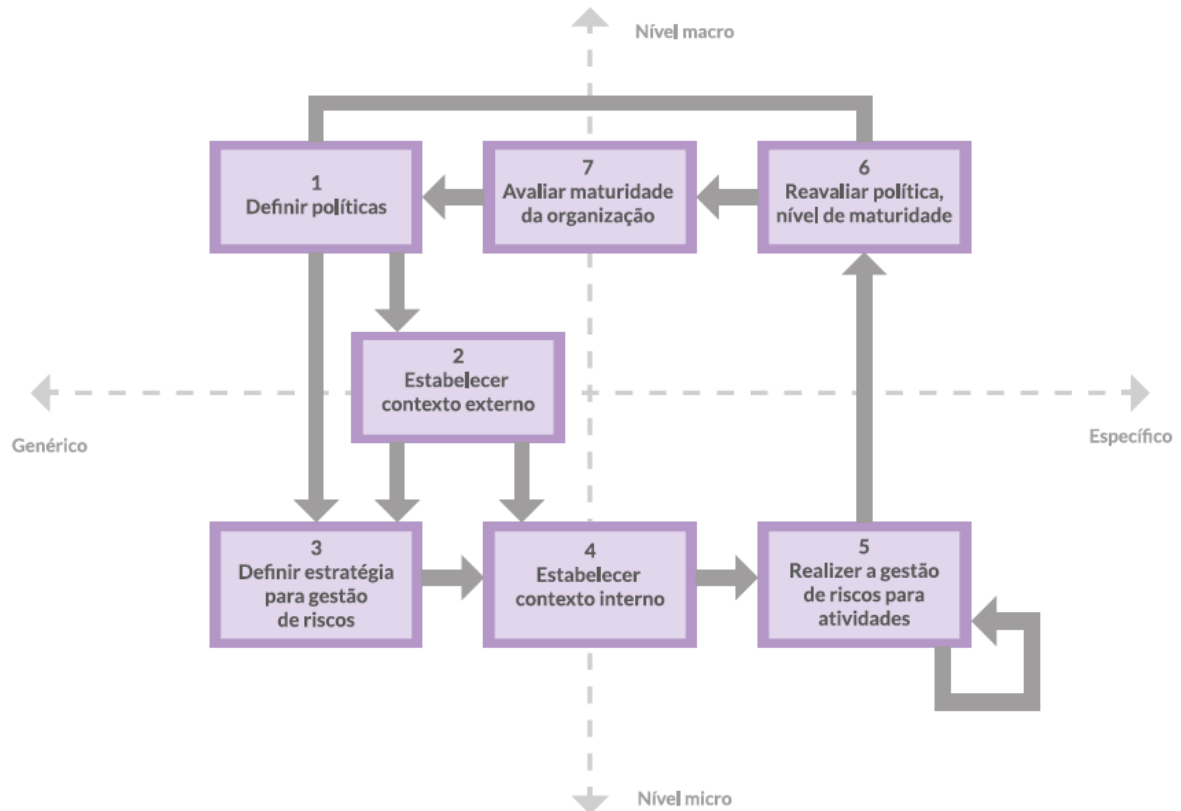 Nível macro
1
Definir políticas
7
Avaliar maturidade
da organização
6
Reavaliar política,
nível de maturidade
2
Estabelecer
contexto externo
Genérico
Específico
3
Definir estratégia
para gestão
de riscos
4
Estabelecer
contexto interno
5
Realizer a gestão
de riscos para
atividades
Nível micro